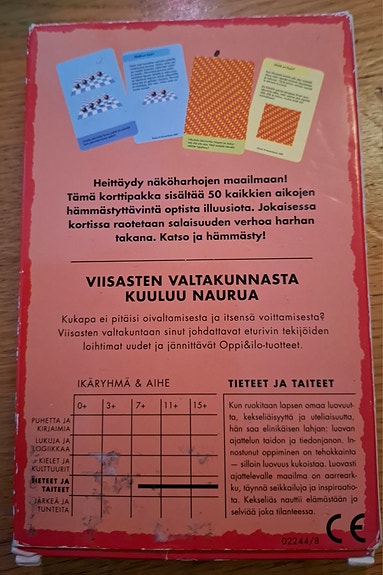 Heittäydy näköharhojen maailmaan!
Tämä korttipakka sisältää 50 kaikkien aikojen
hämmästyttävintä optista illuusiota. Jokaisessa
kortissa raotetaan salaisuuden verhoa harhan
takana. Katso ja hämmästy!
VIISASTEN VALTAKUNNASTA
KUULUU NAURUA
Kukapa ei pitäisi oivaltamisesta ja itsensä voittamisesta?
Viisasten valtakuntaan sinut johdattavat eturivin tekijöiden
loihtimat uudet ja jännittävät Oppi&ilo-tuotteet.
IKÄRYHMÄ & AIHE
0+ 3+ 7+ 11+ 15+
PUHETTA JA
KIRJAIMIA
LUKUJA JA
LOGIIKKAA
KIELET JA
KULTTUURIT
TIETEET JA
TAITEET
JÄRKEÄ JA
TUNTEITA
TIETEET JA TAITEET
Kun ruokitaan lapsen omaa luovuut-
ta, kekseliäisyyttä ja uteliaisuutta,
hän saa elinikäisen lahjan: luovan
ajattelun taidon ja tiedonjanon. In-
nostunut oppiminen on tehokkainta
— silloin luovuus kukoistaa. Luovasti
ajattelevalle maailma on aarreark-
ku, täynnä seikkailuja ja inspiraatio-
ta. Kekseliäs nauttii elämästään ja
selviää joka tilanteessa.
02244/8
CE